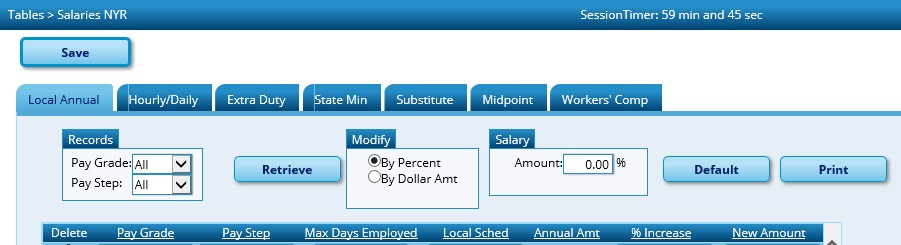 Tables > Salaries NYR SessionTimer: 59 min and 45 sec
Save
Local Annual Hourly/Daily Extra Duty State Min Substitute Midpoint Workers' Comp
Records Modify Salary
Pay Grade: All Retrieve By Percent Amount: 0.00 % Default Print
Pay Step: All By Dollar Amt
Delete Pay Grade Pay Step Max Days Employed Local Sched Annual Amt % Increase New Amount